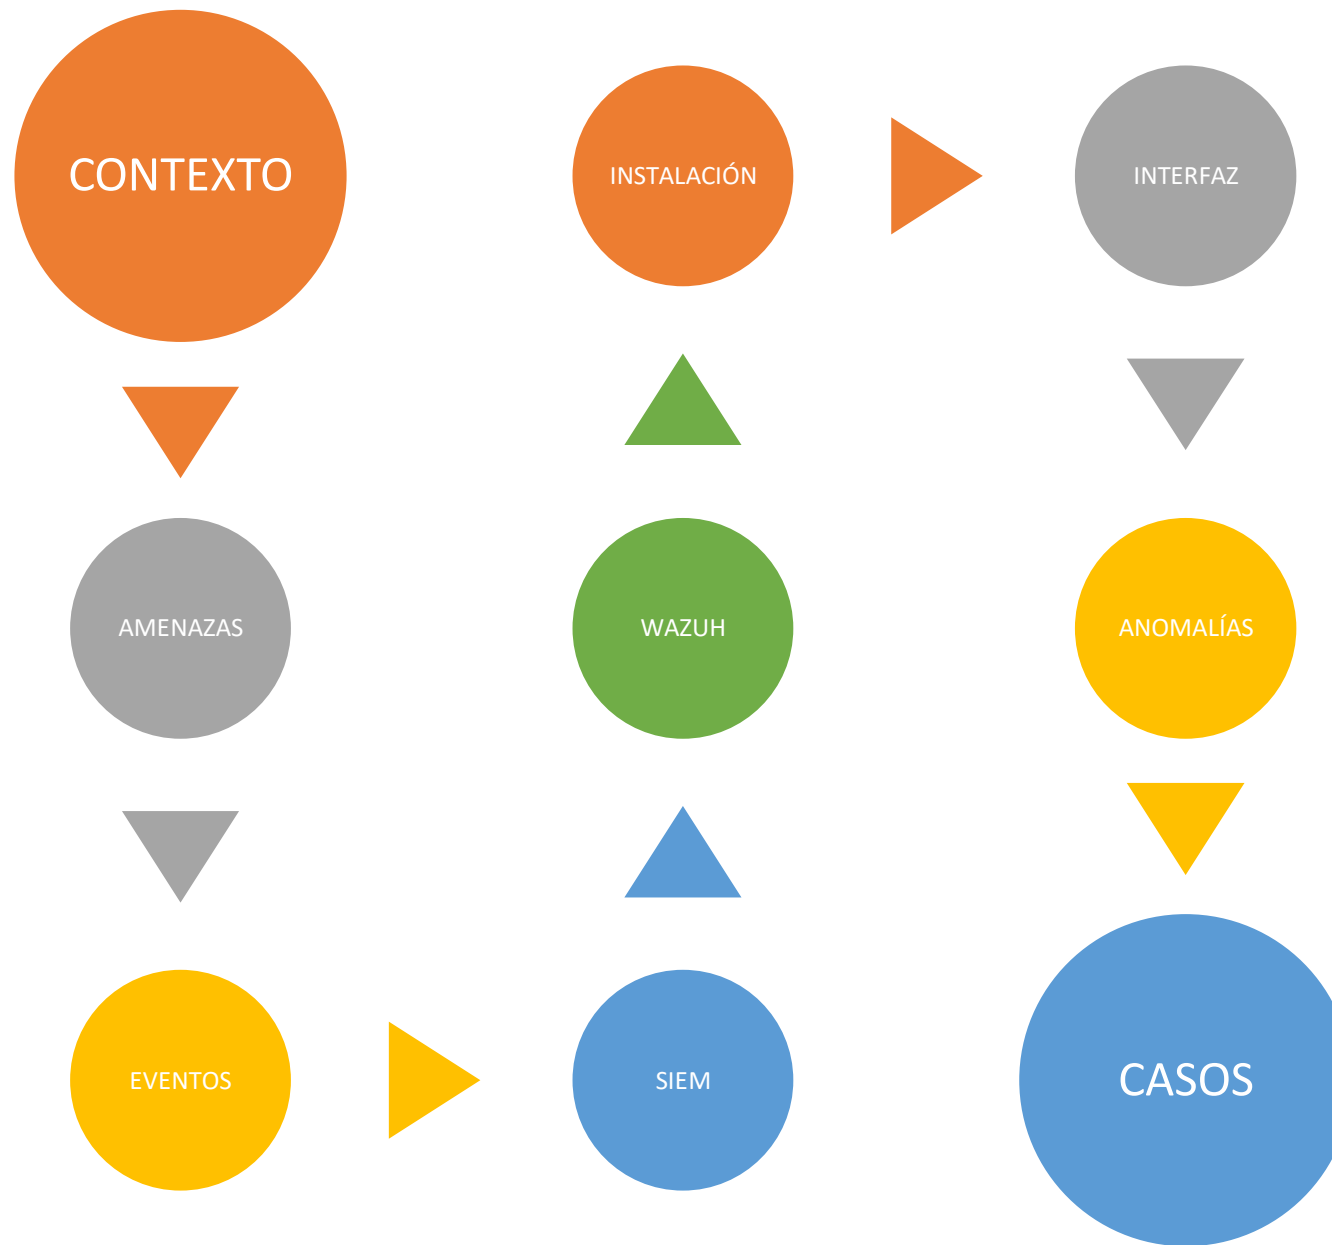 CONTEXTO
AMENAZAS
EVENTOS
SIEM
WAZUH
INSTALACIÓN
INTERFAZ
ANOMALÍAS
CASOS